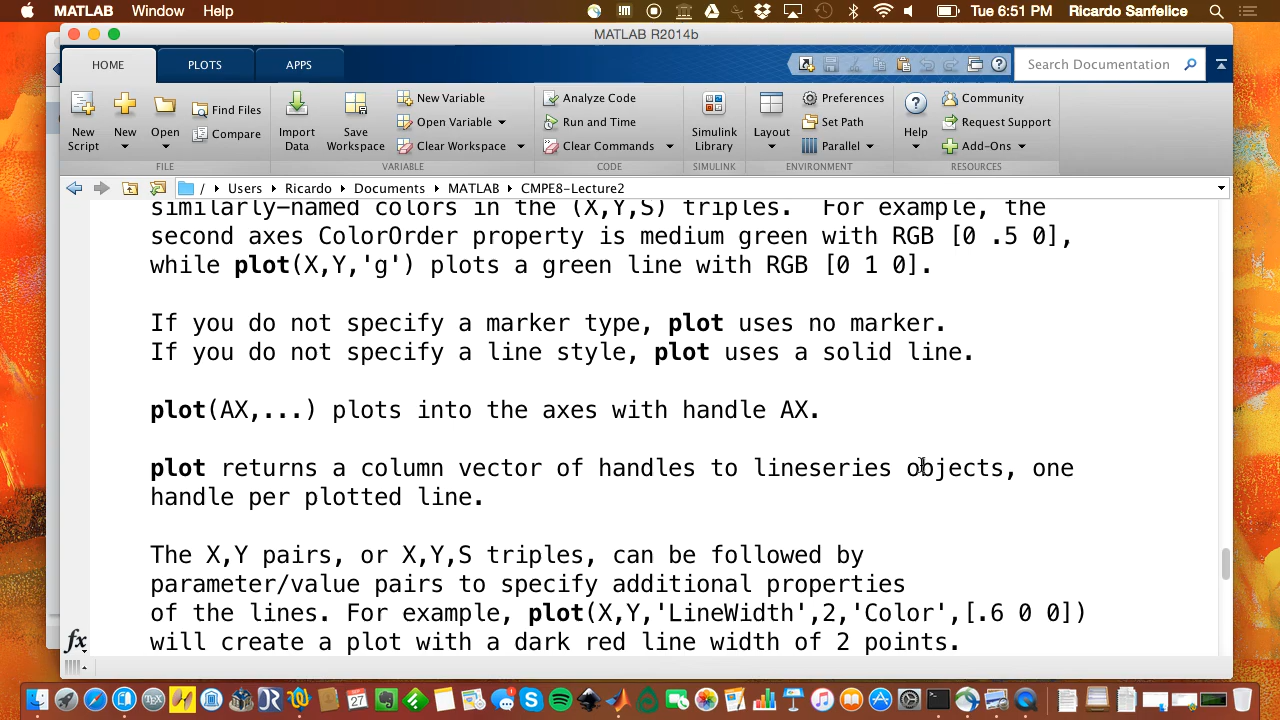 MATLAB Window Help Tue 6:51 PM Ricardo Sanfelice
MATLAB R2014b
HOME PLOTS APPS Search Documentation
New Script New Open Find Files Compare FILE
Import Data Save Workspace New Variable Open Variable Clear Workspace VARIABLE
Analyze Code Run and Time Clear Commands CODE
Simulink Library SIMULINK
Layout Preferences Set Path Parallel ENVIRONMENT
Help Community Request Support Add-Ons RESOURCES
/ Users Ricardo Documents MATLAB CMPE8-Lecture2
similarly-named colors in the (X,Y,S) triples. For example, the
second axes ColorOrder property is medium green with RGB [0 .5 0],
while plot(X,Y,'g') plots a green line with RGB [0 1 0].
If you do not specify a marker type, plot uses no marker.
If you do not specify a line style, plot uses a solid line.
plot(AX,...) plots into the axes with handle AX.
plot returns a column vector of handles to lineseries objects, one
handle per plotted line.
The X,Y pairs, or X,Y,S triples, can be followed by
parameter/value pairs to specify additional properties
of the lines. For example, plot(X,Y,'LineWidth',2,'Color',[.6 0 0])
will create a plot with a dark red line width of 2 points.
fx